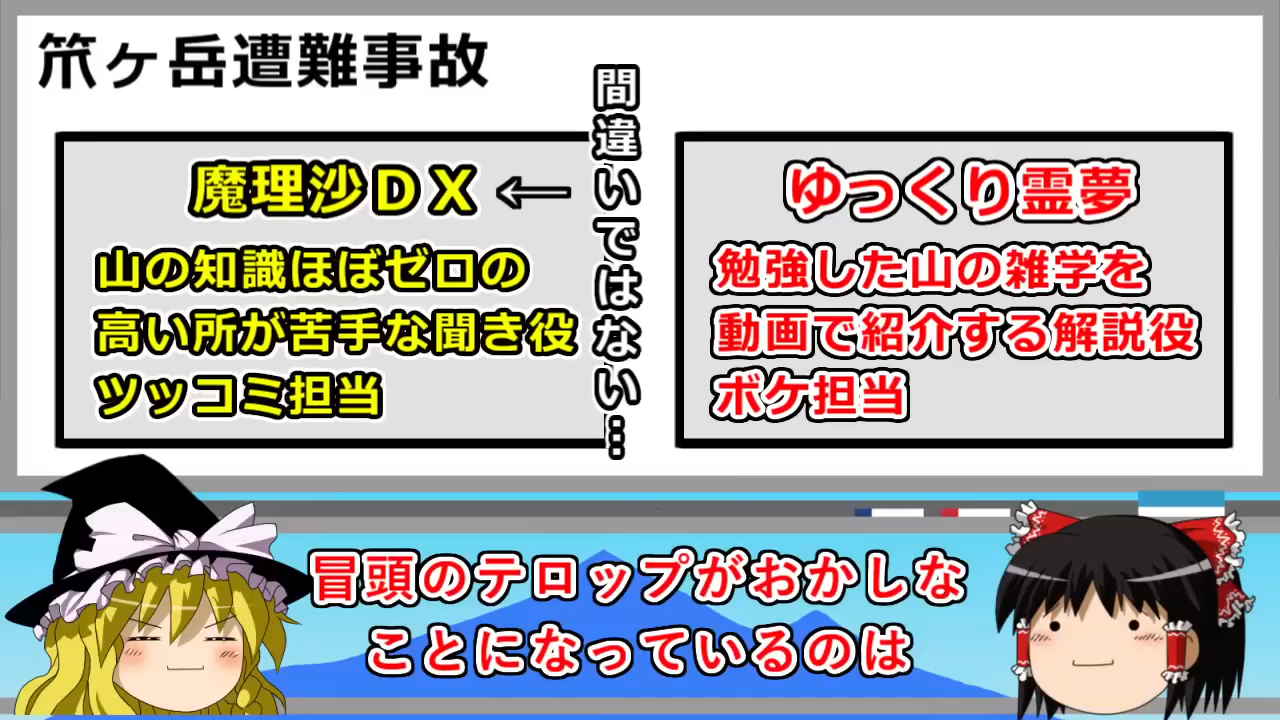 笊ヶ岳遭難事故
魔理沙DX←
山の知識ほぼゼロの
高い所が苦手な聞き役
ツッコミ担当
間違いではない…
ゆっくり霊夢
勉強した山の雑学を
動画で紹介する解説役
ボケ担当
冒頭のテロップがおかしな
ことになっているのは